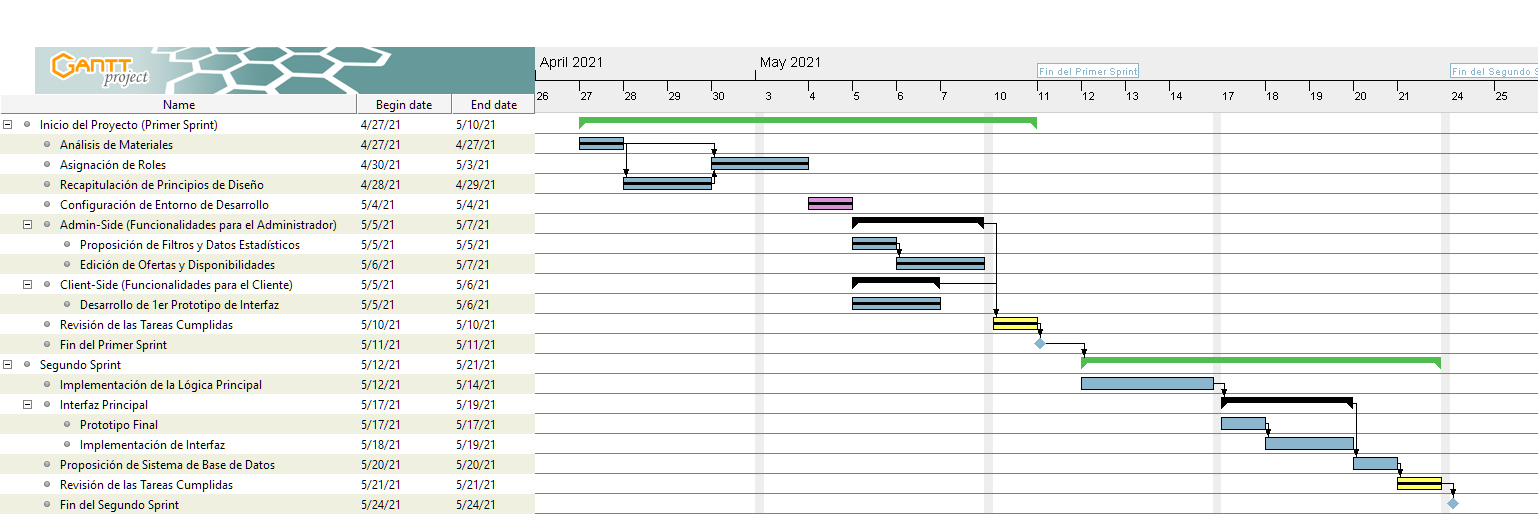 GANTT
project
April 2021 May 2021
Fin del Primer Sprint Fin del Segundo S
Name Begin date End date 26 27 28 29 30 3 4 5 6 7 10 11 12 13 14 17 18 19 20 21 24 25
Inicio del Proyecto (Primer Sprint) 4/27/21 5/10/21
Análisis de Materiales 4/27/21 4/27/21
Asignación de Roles 4/30/21 5/3/21
Recapitulación de Principios de Diseño 4/28/21 4/29/21
Configuración de Entorno de Desarrollo 5/4/21 5/4/21
Admin-Side (Funcionalidades para el Administrador) 5/5/21 5/7/21
Proposición de Filtros y Datos Estadísticos 5/5/21 5/5/21
Edición de Ofertas y Disponibilidades 5/6/21 5/7/21
Client-Side (Funcionalidades para el Cliente) 5/5/21 5/6/21
Desarrollo de 1er Prototipo de Interfaz 5/5/21 5/6/21
Revisión de las Tareas Cumplidas 5/10/21 5/10/21
Fin del Primer Sprint 5/11/21 5/11/21
Segundo Sprint 5/12/21 5/21/21
Implementación de la Lógica Principal 5/12/21 5/14/21
Interfaz Principal 5/17/21 5/19/21
Prototipo Final 5/17/21 5/17/21
Implementación de Interfaz 5/18/21 5/19/21
Proposición de Sistema de Base de Datos 5/20/21 5/20/21
Revisión de las Tareas Cumplidas 5/21/21 5/21/21
Fin del Segundo Sprint 5/24/21 5/24/21